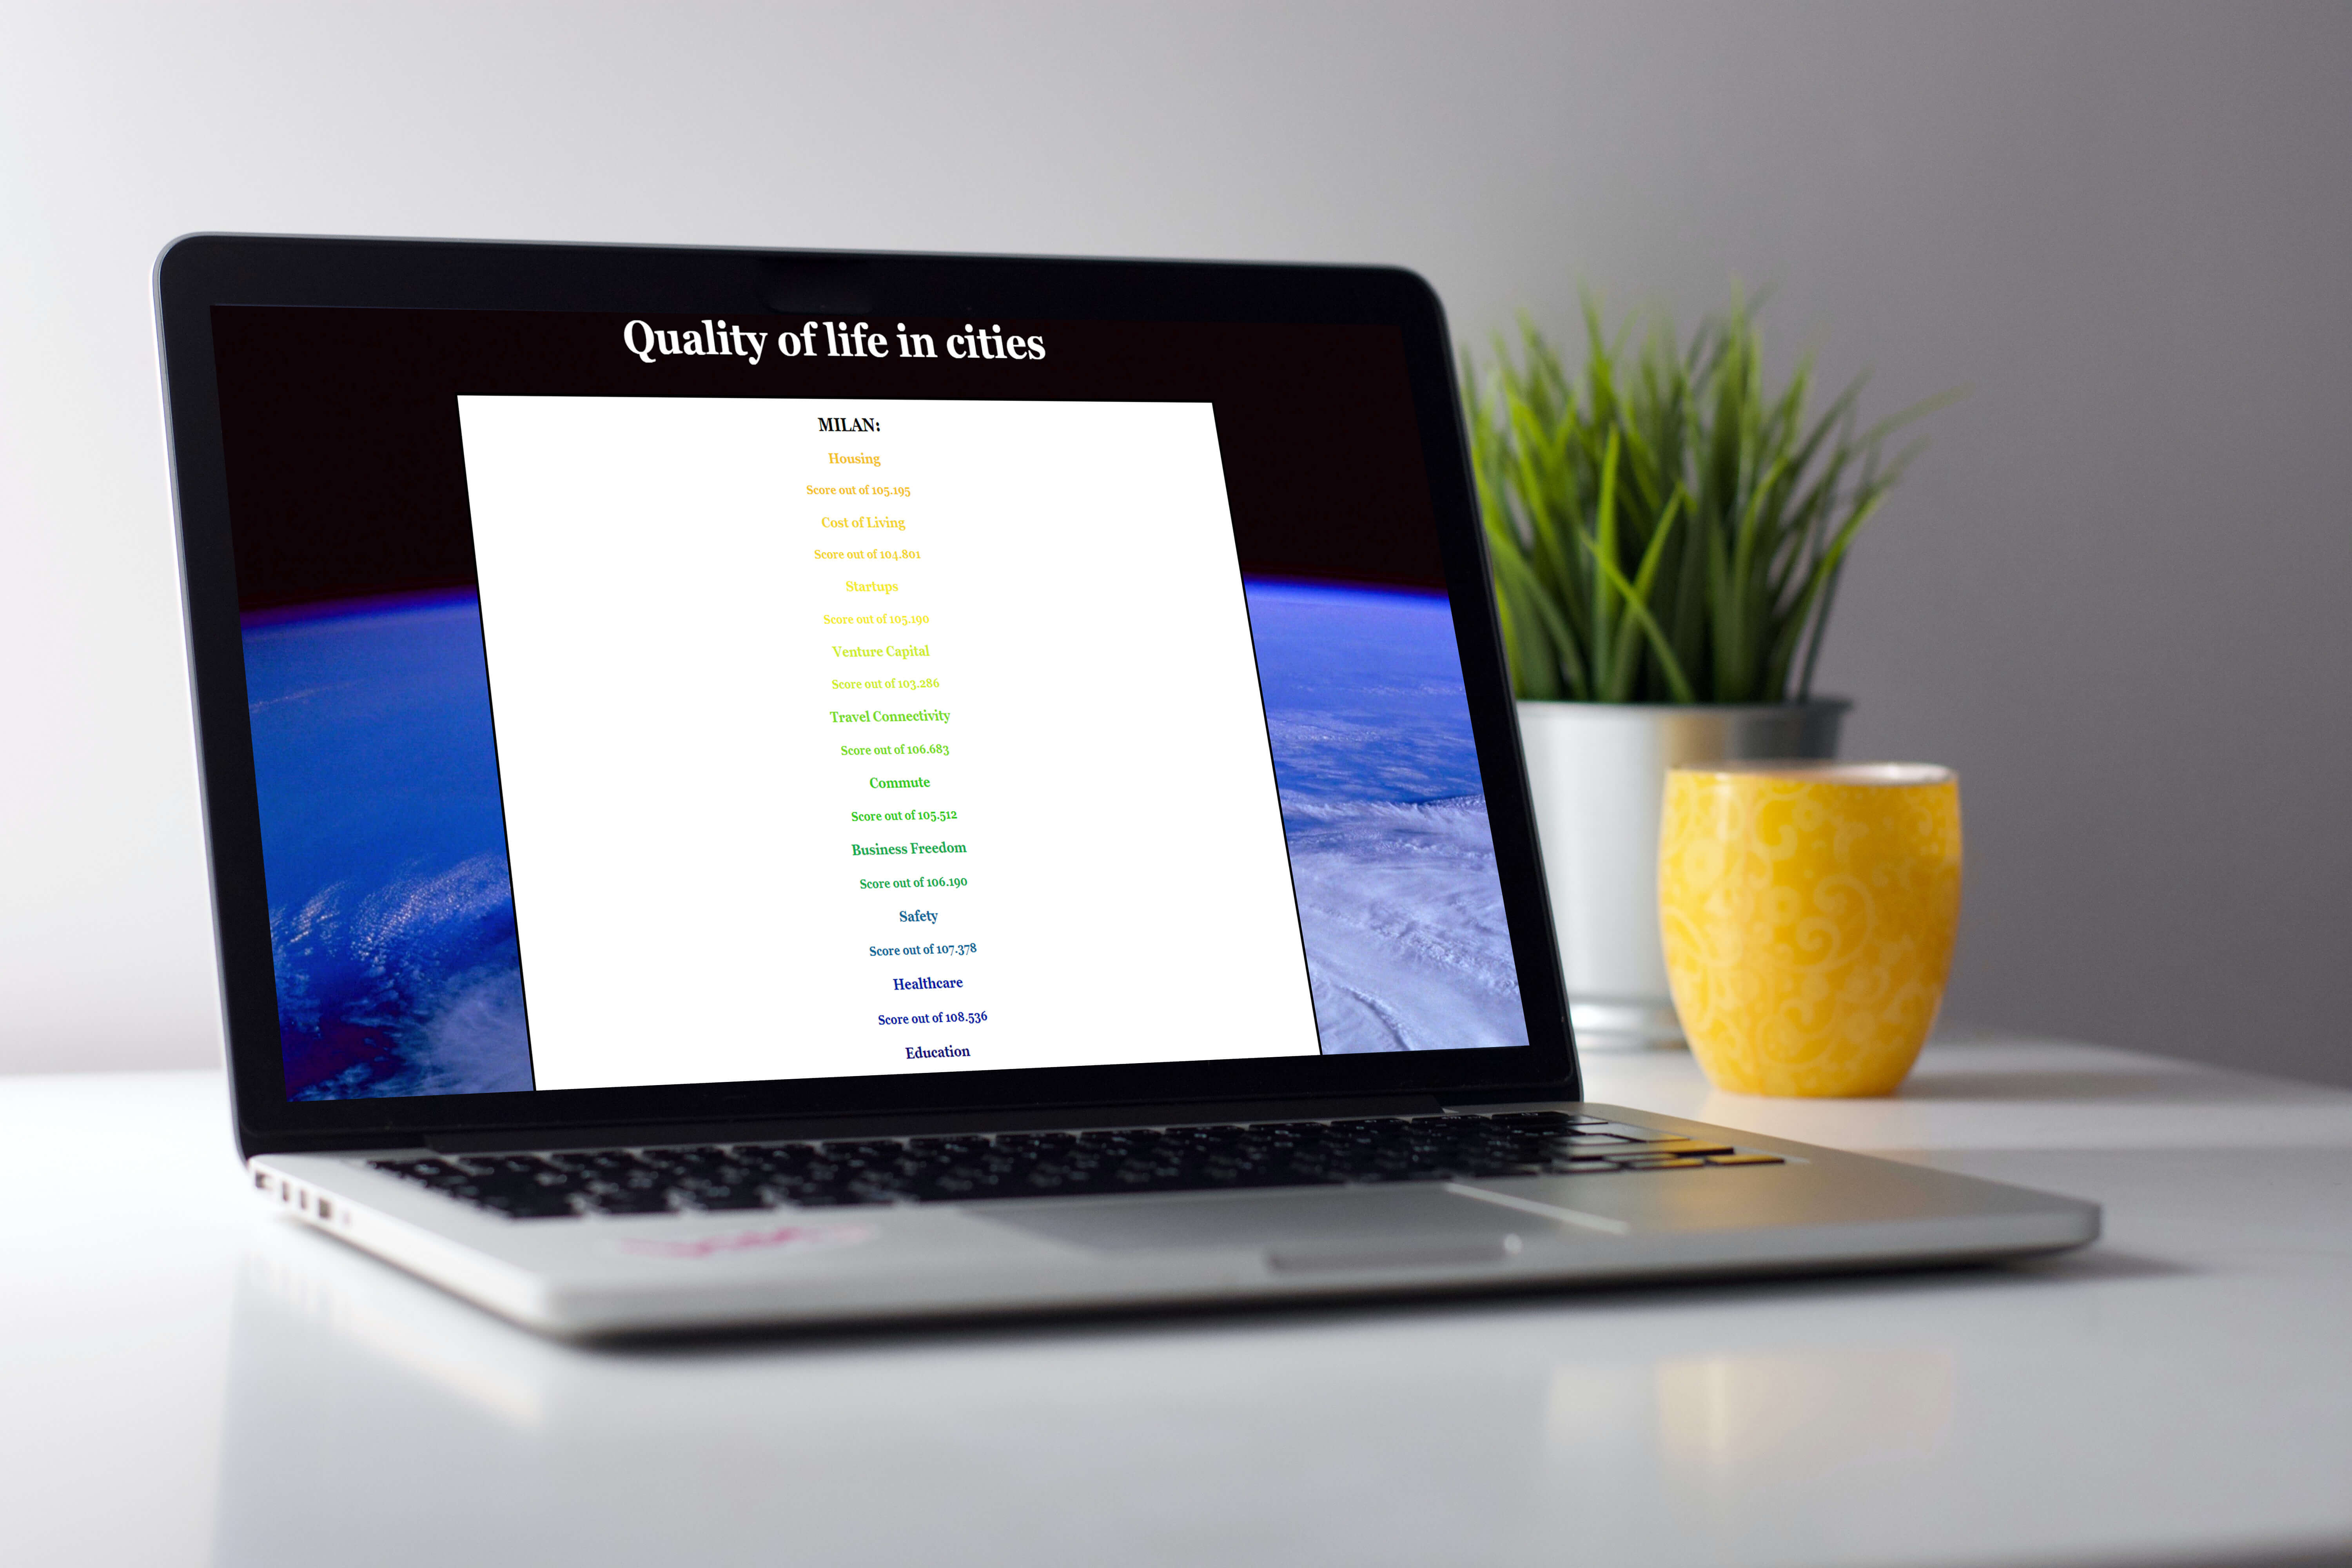 Quality of life in cities
MILAN:
Housing
Score out of 105.195
Cost of Living
Score out of 104.801
Startups
Score out of 105.190
Venture Capital
Score out of 103.286
Travel Connectivity
Score out of 106.683
Commute
Score out of 105.512
Business Freedom
Score out of 106.190
Safety
Score out of 107.378
Healthcare
Score out of 108.536
Education